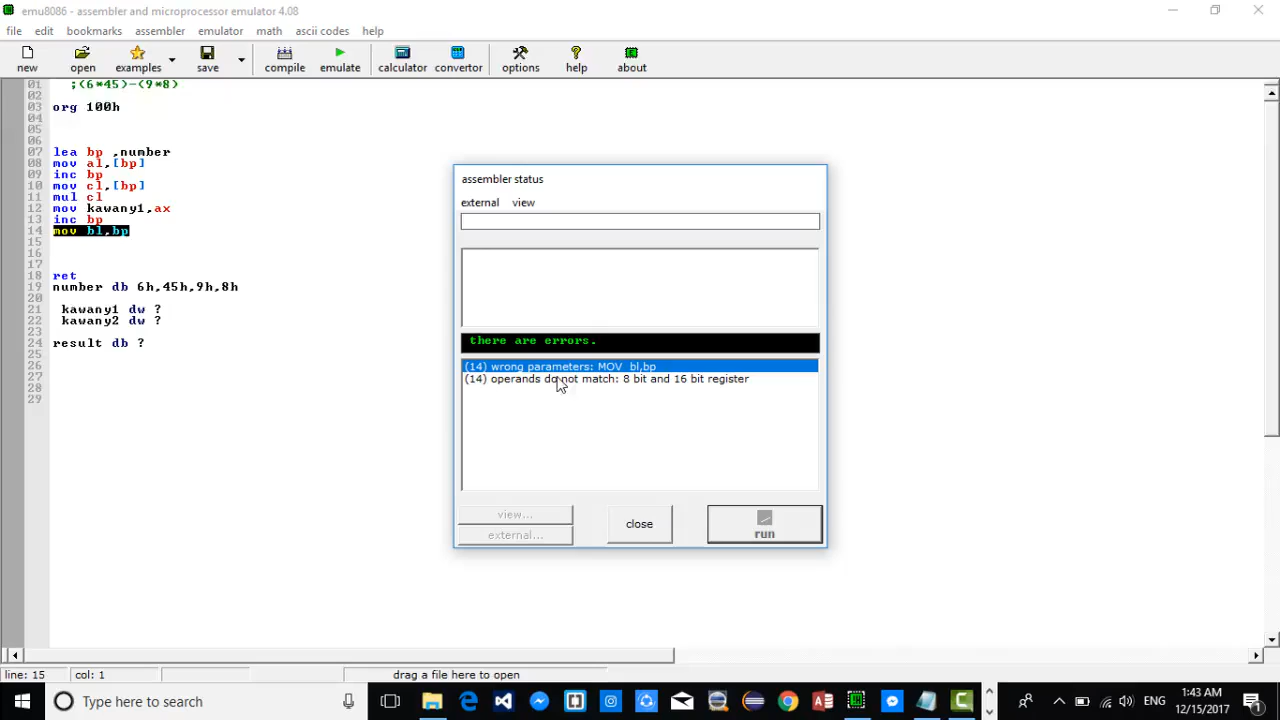 emu8086 - assembler and microprocessor emulator 4.08
file edit bookmarks assembler emulator math ascii codes help
new open examples save compile emulate calculator convertor options help about
01 ;(6*45)-(9*8)
02
03 org 100h
04
05
06
07 lea bp ,number
08 mov al,[bp]
09 inc bp
10 mov cl,[bp]
11 mul cl
12 mov kawany1,ax
13 inc bp
14 mov bl,bp
15
16
17
18 ret
19 number db 6h,45h,9h,8h
20
21 kawany1 dw ?
22 kawany2 dw ?
23
24 result db ?
25
26
27
28
29
assembler status
external view
there are errors.
(14) wrong parameters: MOV bl,bp
(14) operands do not match: 8 bit and 16 bit register
view...
external...
close
run
line: 15 col: 1 drag a file here to open
Type here to search
ENG
1:43 AM
12/15/2017
1